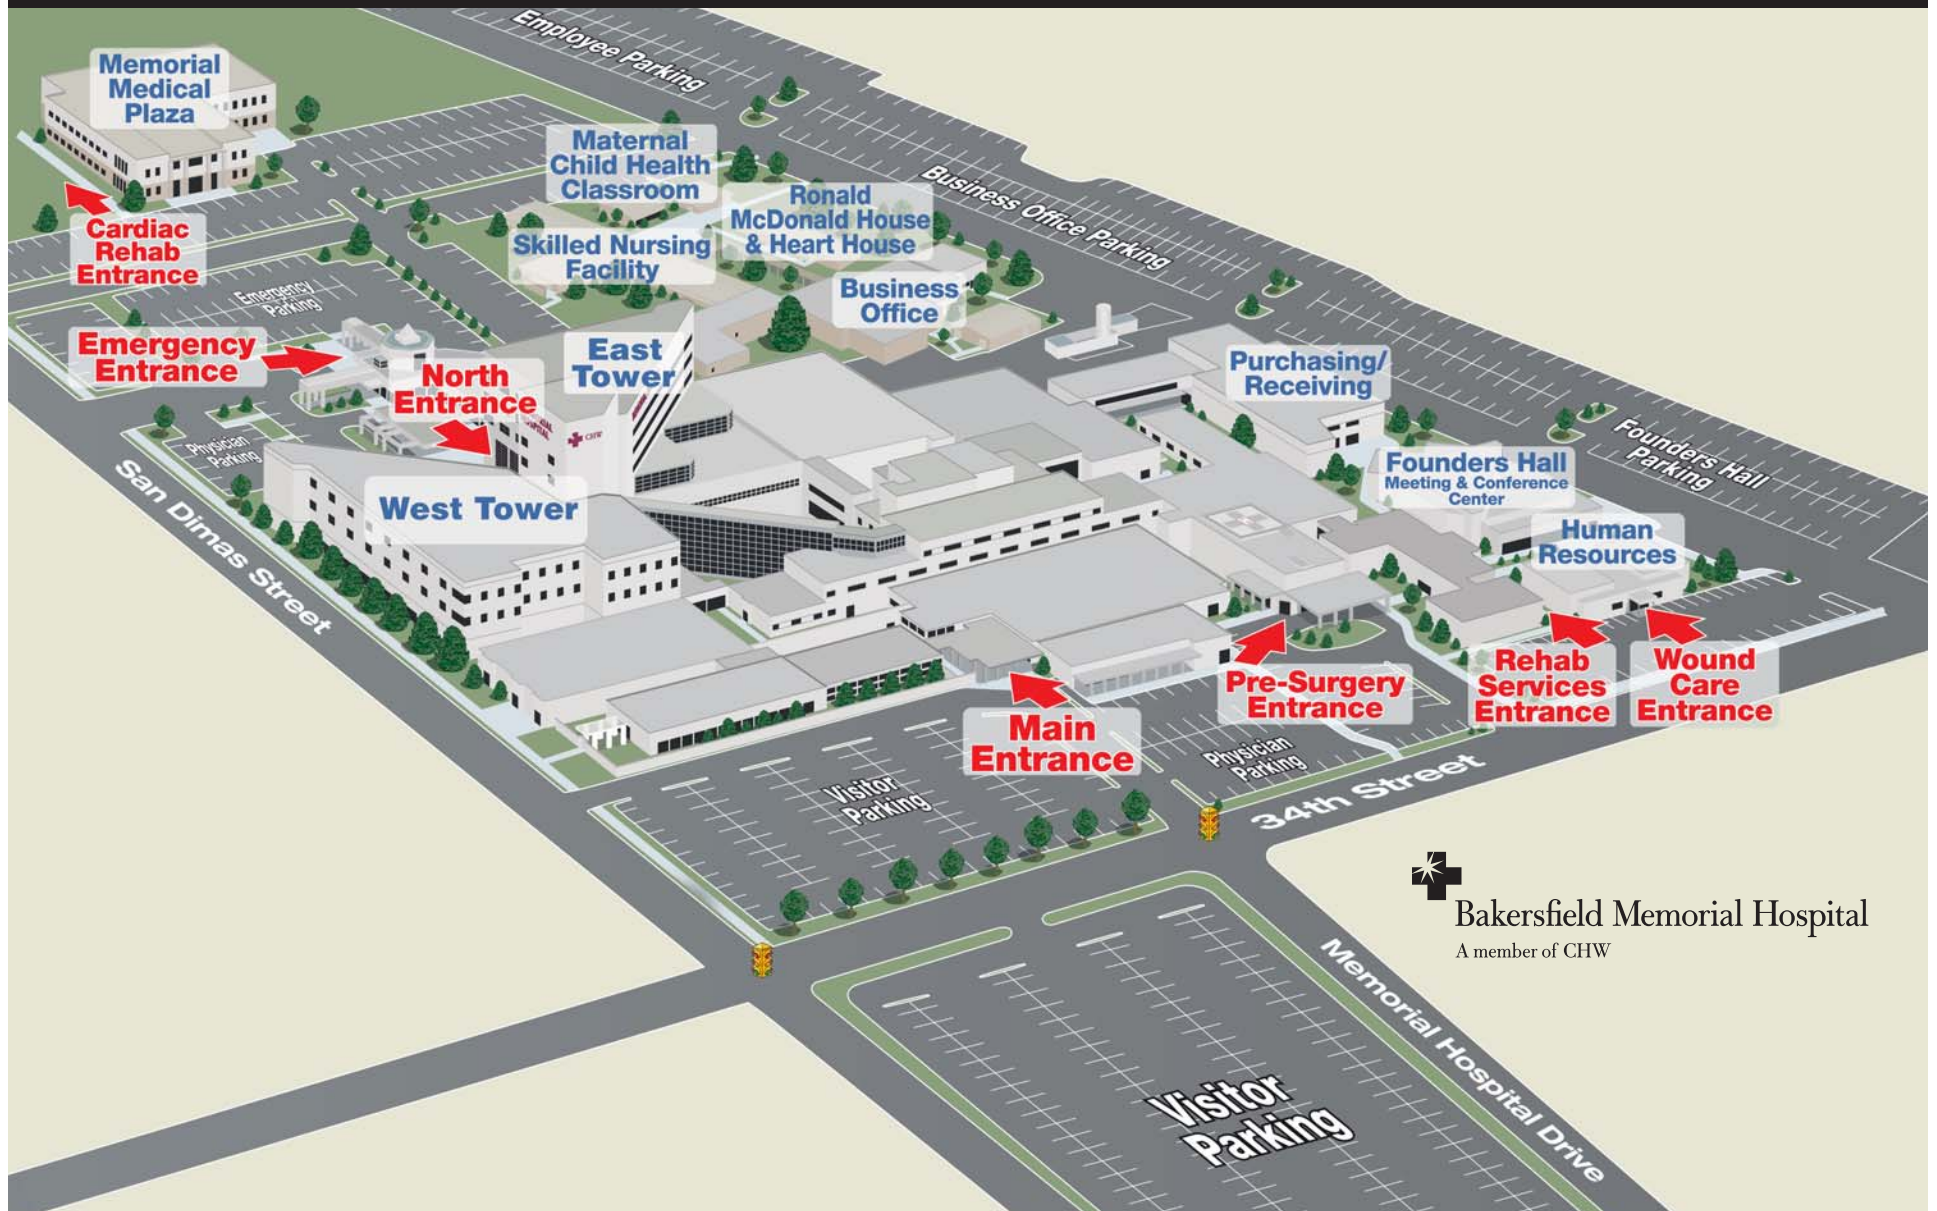 Employee Parking
Memorial
Medical
Plaza
Maternal
Child Health
Classroom
Business Office Parking
Ronald
McDonald House
& Heart House
Cardiac
Rehab
Entrance
Skilled Nursing
Facility
Emergency
Parking
Business
Office
Emergency
Entrance
East
Tower
North
Entrance
Purchasing/
Receiving
HOSPITAL
CHW
Physician
Parking
Founders Hall
Parking
Founders Hall
Meeting & Conference
Center
San Dimas Street
West Tower
Human
Resources
Rehab
Services
Entrance
Wound
Care
Entrance
Pre-Surgery
Entrance
Main
Entrance
Physician
Parking
Visitor
Parking
34th Street
Bakersfield Memorial Hospital
A member of CHW
Memorial Hospital Drive
Visitor
Parking